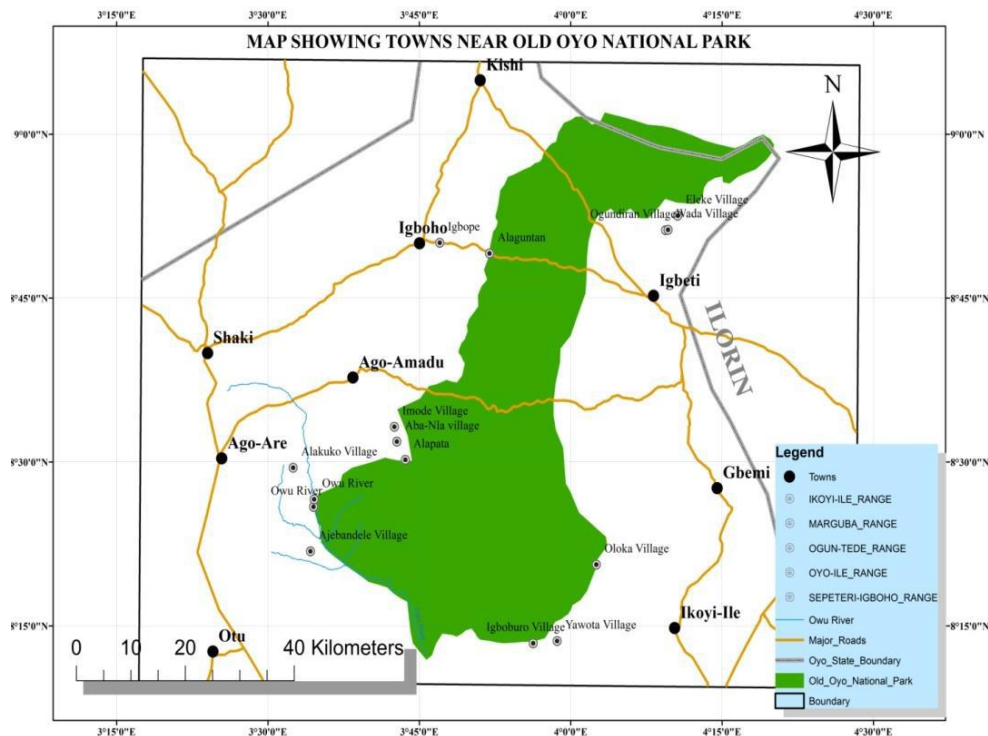 3°15'0"E 3°30'0"E 3°45'0"E 4°0'0"E 4°15'0"E 4°30'0"E
MAP SHOWING TOWNS NEAR OLD OYO NATIONAL PARK
Kishi
N
9°0'0"N 9°0'0"N
Eleke Village
Ogundiran Village Wada Village
Igboho Igbope
Alaguntan
Igbeti
8°45'0"N 8°45'0"N
ILORIN
Shaki
Ago-Amadu
Imode Village
Aba-Nla village
Ago-Are Alapata
Alakuko Village
8°30'0"N 8°30'0"N
Gbemi
Owu River Owu River
Ajebandele Village
Oloka Village
Ikoyi-Ile
Igboburo Village Yawota Village
8°15'0"N 8°15'0"N
Otu
0 10 20 40 Kilometers
Legend
Towns
IKOYI-ILE_RANGE
MARGUBA_RANGE
OGUN-TEDE_RANGE
OYO-ILE_RANGE
SEPETERI-IGBOHO_RANGE
Owu River
Major_Roads
Oyo_State_Boundary
Old_Oyo_National_Park
Boundary
3°15'0"E 3°30'0"E 3°45'0"E 4°0'0"E 4°15'0"E 4°30'0"E